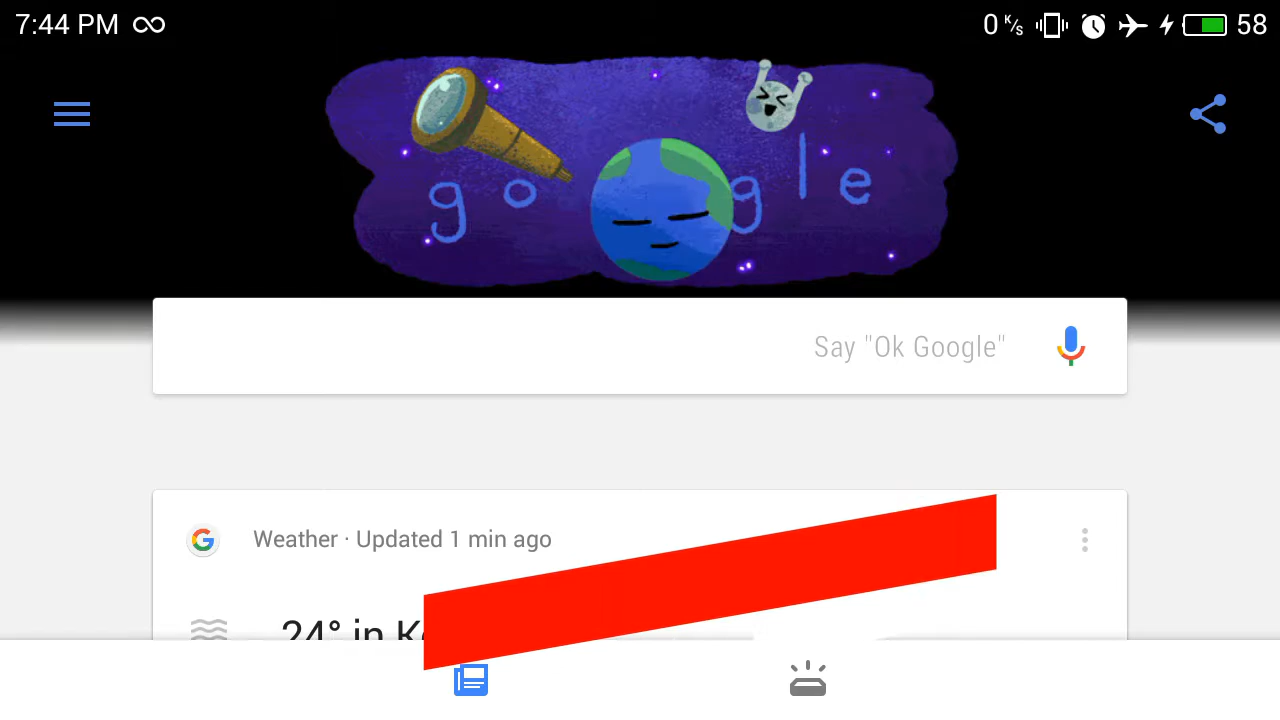 7:44 PM
0 K/s 58
google
Say "Ok Google"
G
Weather · Updated 1 min ago
24° in